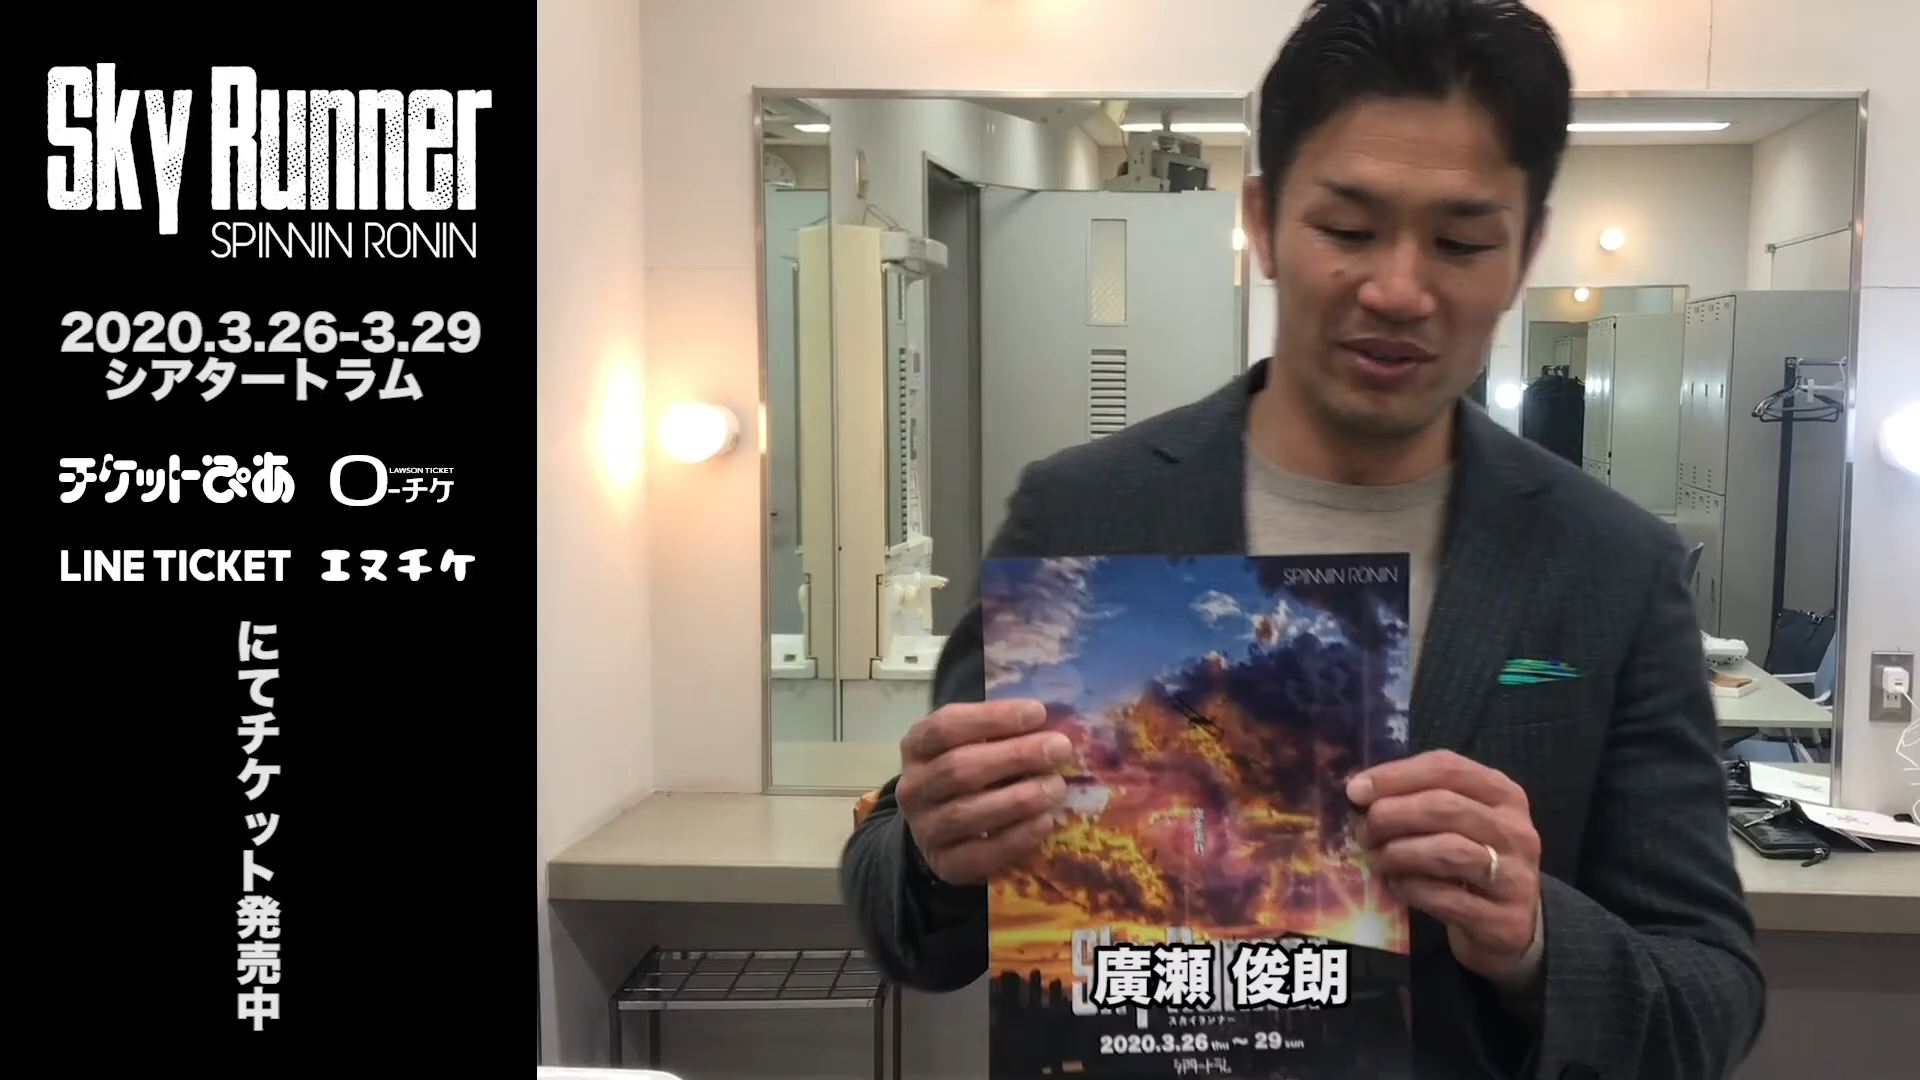 Sky Runner
SPINNIN RONIN
2020.3.26-3.29
シアタートラム
チケットぴあ
LAWSON TICKET
ローチケ
LINE TICKET
エヌチケ
にてチケット発売中
SPINNIN RONIN
廣瀬 俊朗
スカイランナー
2020.3.26 thu 〜 29 sun
シアタートラム